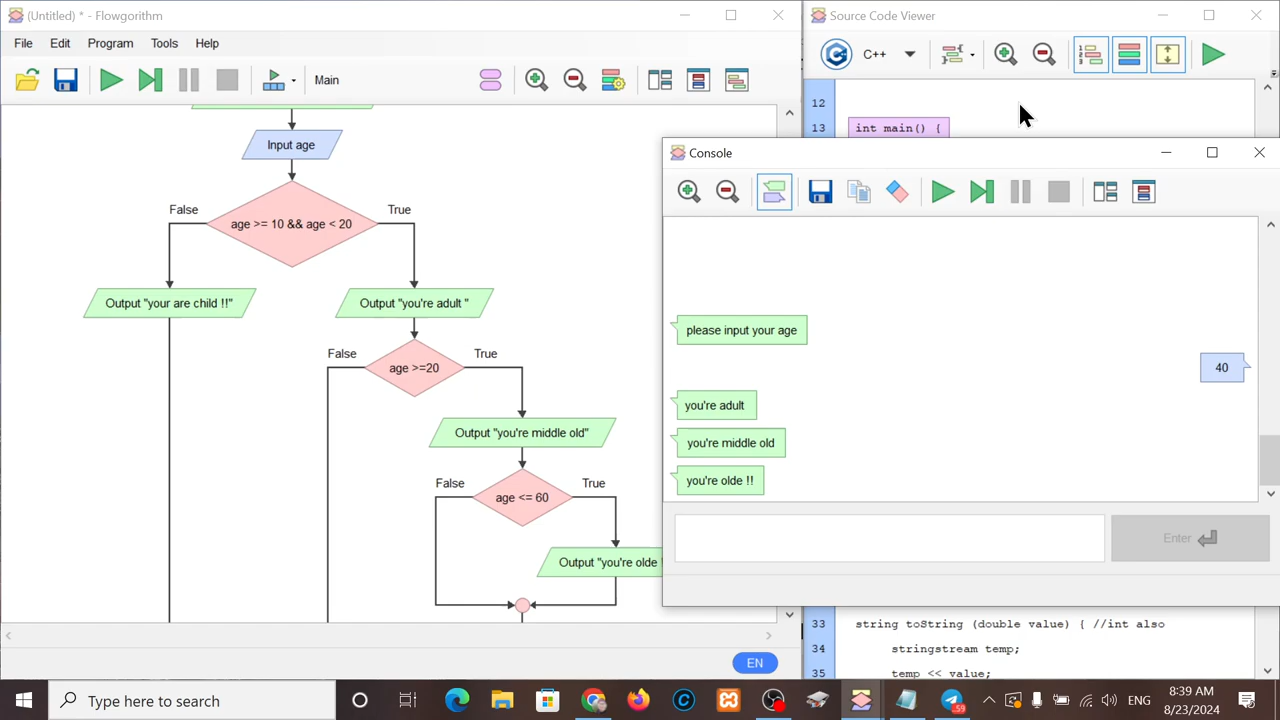 (Untitled) * - Flowgorithm
File Edit Program Tools Help
Main
Input age
False
True
age >= 10 && age < 20
Output "your are child !!"
Output "you're adult "
False
True
age >=20
Output "you're middle old"
False
True
age <= 60
Output "you're olde !
EN
Source Code Viewer
C++
12
13 int main() {
Console
please input your age
40
you're adult
you're middle old
you're olde !!
Enter
33 string toString (double value) { //int also
34 stringstream temp;
35 temp << value;
Type here to search
59
ENG
8:39 AM
8/23/2024